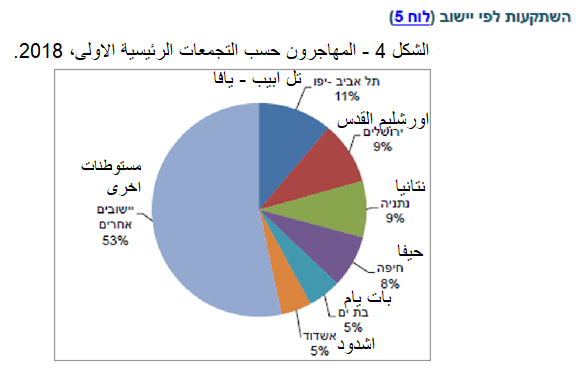 השתקעות לפי יישוב (לוח 5)
الشكل 4 - المهاجرون حسب التجمعات الرئيسية الاولى، 2018.
تل ابيب - يافا
תל אביב -יפו
11%
اورشليم القدس
ירושלים
9%
نتانيا
נתניה
9%
حيفا
חיפה
8%
بات يام
בת ים
5%
اشدود
אשדוד
5%
مستوطنات
اخرى
יישובים
אחרים
53%